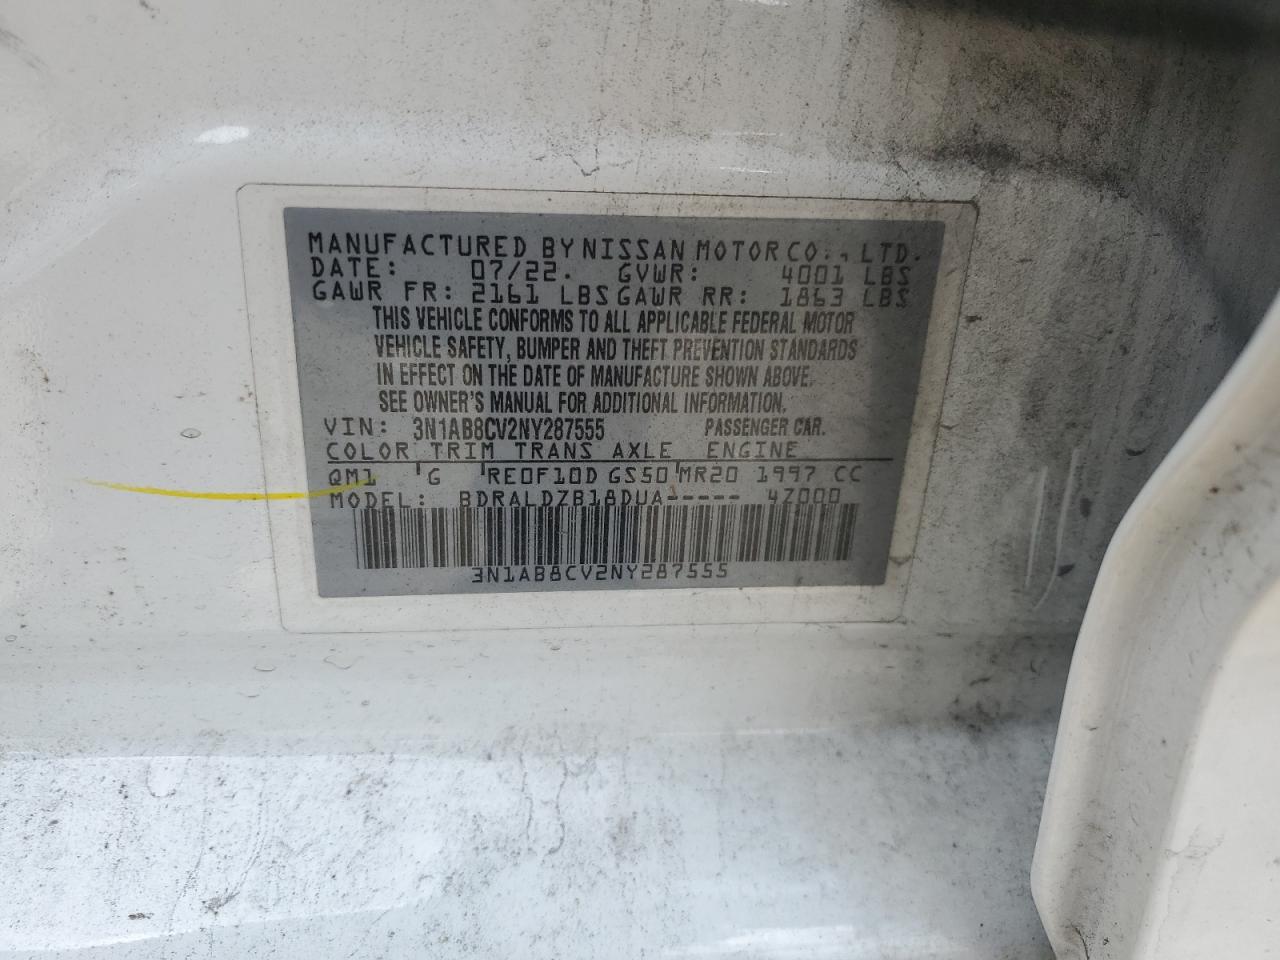 MANUFACTURED BY NISSAN MOTOR CO., LTD.
DATE: 07/22. GVWR: 4001 LBS
GAWR FR: 2161 LBS GAWR RR: 1863 LBS
THIS VEHICLE CONFORMS TO ALL APPLICABLE FEDERAL MOTOR
VEHICLE SAFETY, BUMPER AND THEFT PREVENTION STANDARDS
IN EFFECT ON THE DATE OF MANUFACTURE SHOWN ABOVE.
SEE OWNER'S MANUAL FOR ADDITIONAL INFORMATION.
VIN: 3N1AB8CV2NY287555 PASSENGER CAR.
COLOR TRIM TRANS AXLE ENGINE
QM1 G RE0F10D GS50 MR20 1997 CC
MODEL: BDRALDZB18DUA----- 4Z000
3N1AB8CV2NY287555